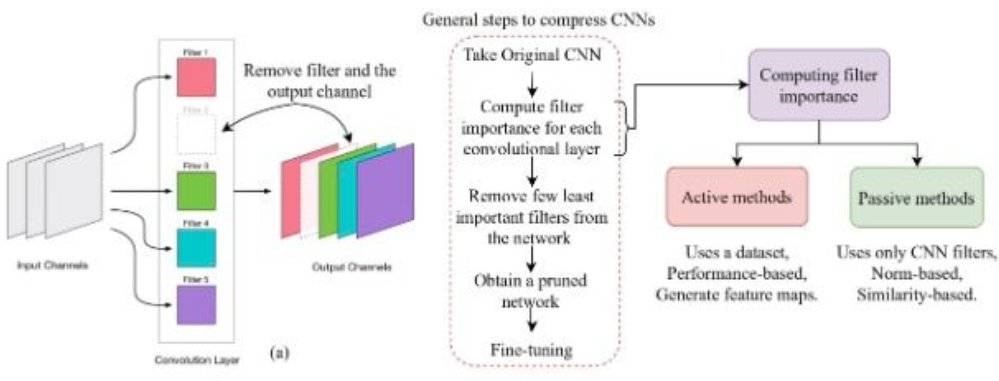 General steps to compress CNNs
Filter 1
Filter 2
Filter 3
Filter 4
Filter 5
Remove filter and the
output channel
Input Channels
Output Channels
Convolution Layer
(a)
Take Original CNN
Compute filter
importance for each
convolutional layer
Remove few least
important filters from
the network
Obtain a pruned
network
Fine-tuning
Computing filter
importance
Active methods
Uses a dataset,
Performance-based,
Generate feature maps.
Passive methods
Uses only CNN filters,
Norm-based,
Similarity-based.